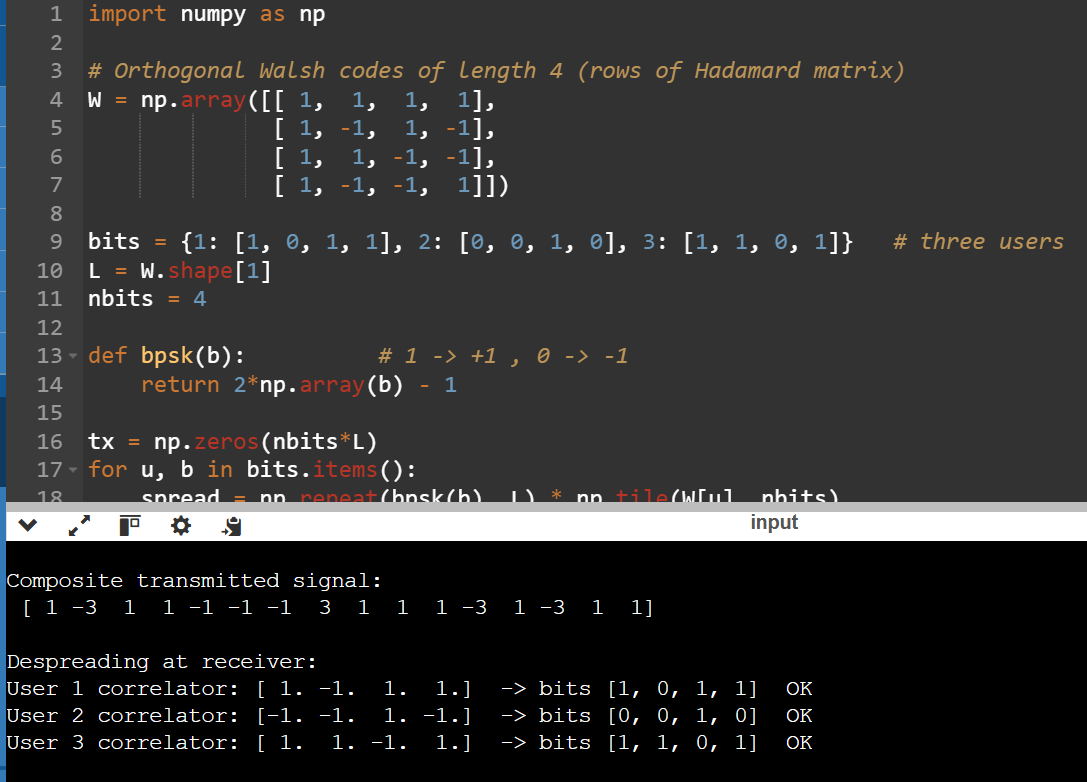 1 import numpy as np
2
3 # Orthogonal Walsh codes of length 4 (rows of Hadamard matrix)
4 W = np.array([[ 1,  1,  1,  1],
5               [ 1, -1,  1, -1],
6               [ 1,  1, -1, -1],
7               [ 1, -1, -1,  1]])
8
9 bits = {1: [1, 0, 1, 1], 2: [0, 0, 1, 0], 3: [1, 1, 0, 1]}   # three users
10 L = W.shape[1]
11 nbits = 4
12
13 def bpsk(b):          # 1 -> +1 , 0 -> -1
14     return 2*np.array(b) - 1
15
16 tx = np.zeros(nbits*L)
17 for u, b in bits.items():
18     spread = np.repeat(bpsk(b), L) * np.tile(W[u], nbits)
input
Composite transmitted signal:
 [ 1 -3  1  1 -1 -1 -1  3  1  1  1 -3  1 -3  1  1]
Despreading at receiver:
User 1 correlator: [ 1. -1.  1.  1.]  -> bits [1, 0, 1, 1]  OK
User 2 correlator: [-1. -1.  1. -1.]  -> bits [0, 0, 1, 0]  OK
User 3 correlator: [ 1.  1. -1.  1.]  -> bits [1, 1, 0, 1]  OK